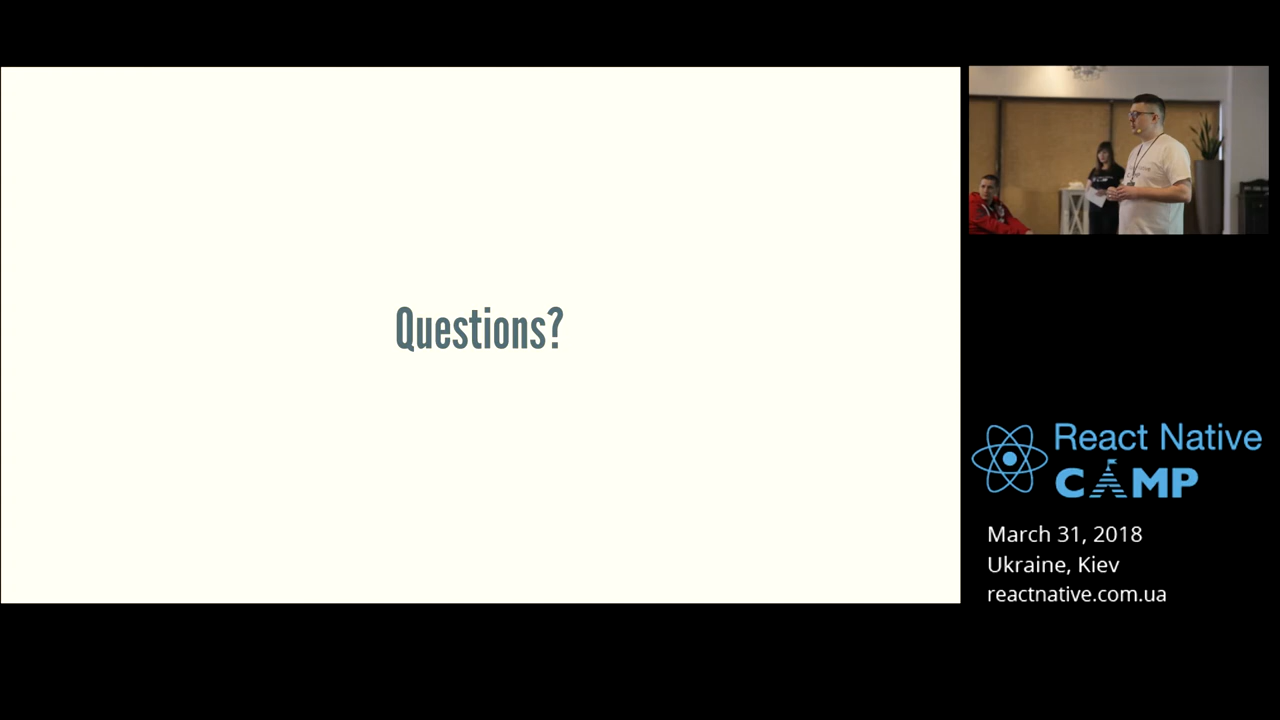 Questions?
React Native
CAMP
March 31, 2018
Ukraine, Kiev
reactnative.com.ua